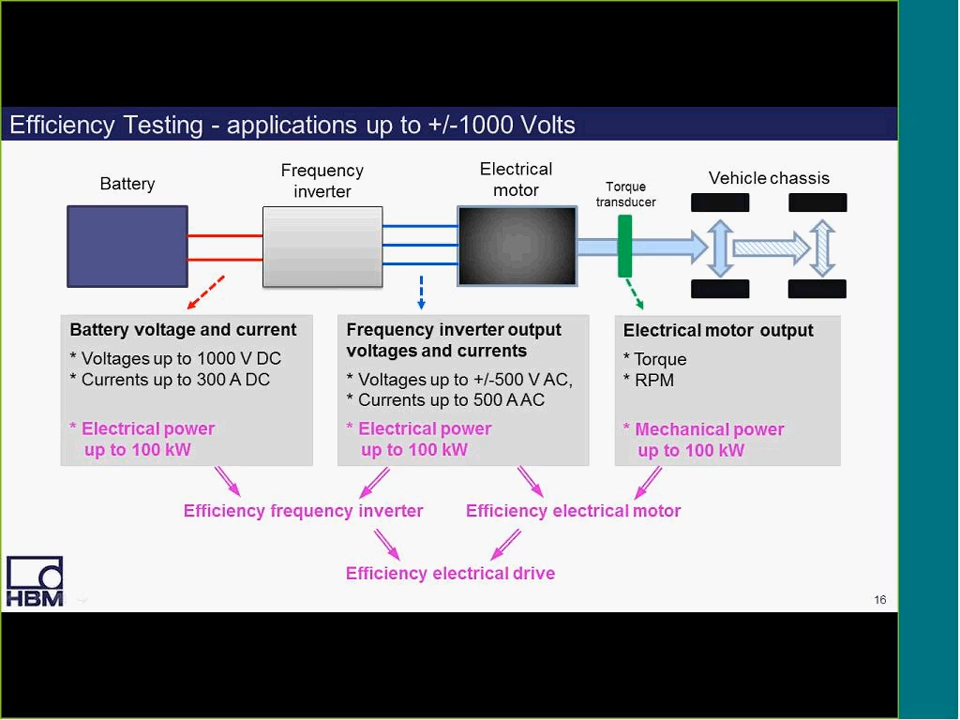 Efficiency Testing - applications up to +/-1000 Volts
Battery
Frequency
inverter
Electrical
motor
Torque
transducer
Vehicle chassis
Battery voltage and current
* Voltages up to 1000 V DC
* Currents up to 300 A DC
* Electrical power
up to 100 kW
Frequency inverter output
voltages and currents
* Voltages up to +/-500 V AC,
* Currents up to 500 A AC
* Electrical power
up to 100 kW
Electrical motor output
* Torque
* RPM
* Mechanical power
up to 100 kW
Efficiency frequency inverter
Efficiency electrical motor
Efficiency electrical drive
HBM
16